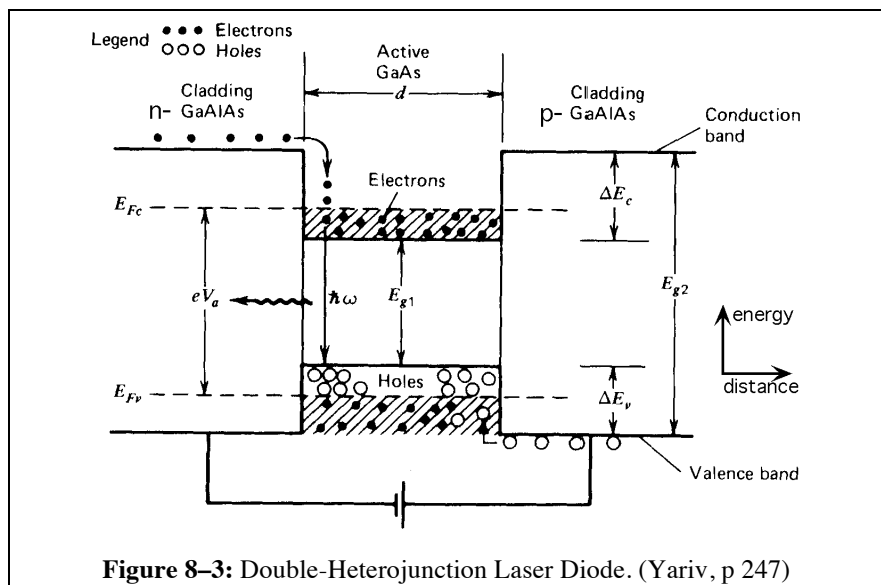 Legend
Electrons
Holes
Active
GaAs
d
n- Cladding
GaAlAs
p- Cladding
GaAlAs
Conduction
band
Electrons
E_Fc
ΔE_c
eV_a
ħω
E_g1
E_g2
energy
distance
Holes
E_Fv
ΔE_v
Valence band
Figure 8–3: Double-Heterojunction Laser Diode. (Yariv, p 247)